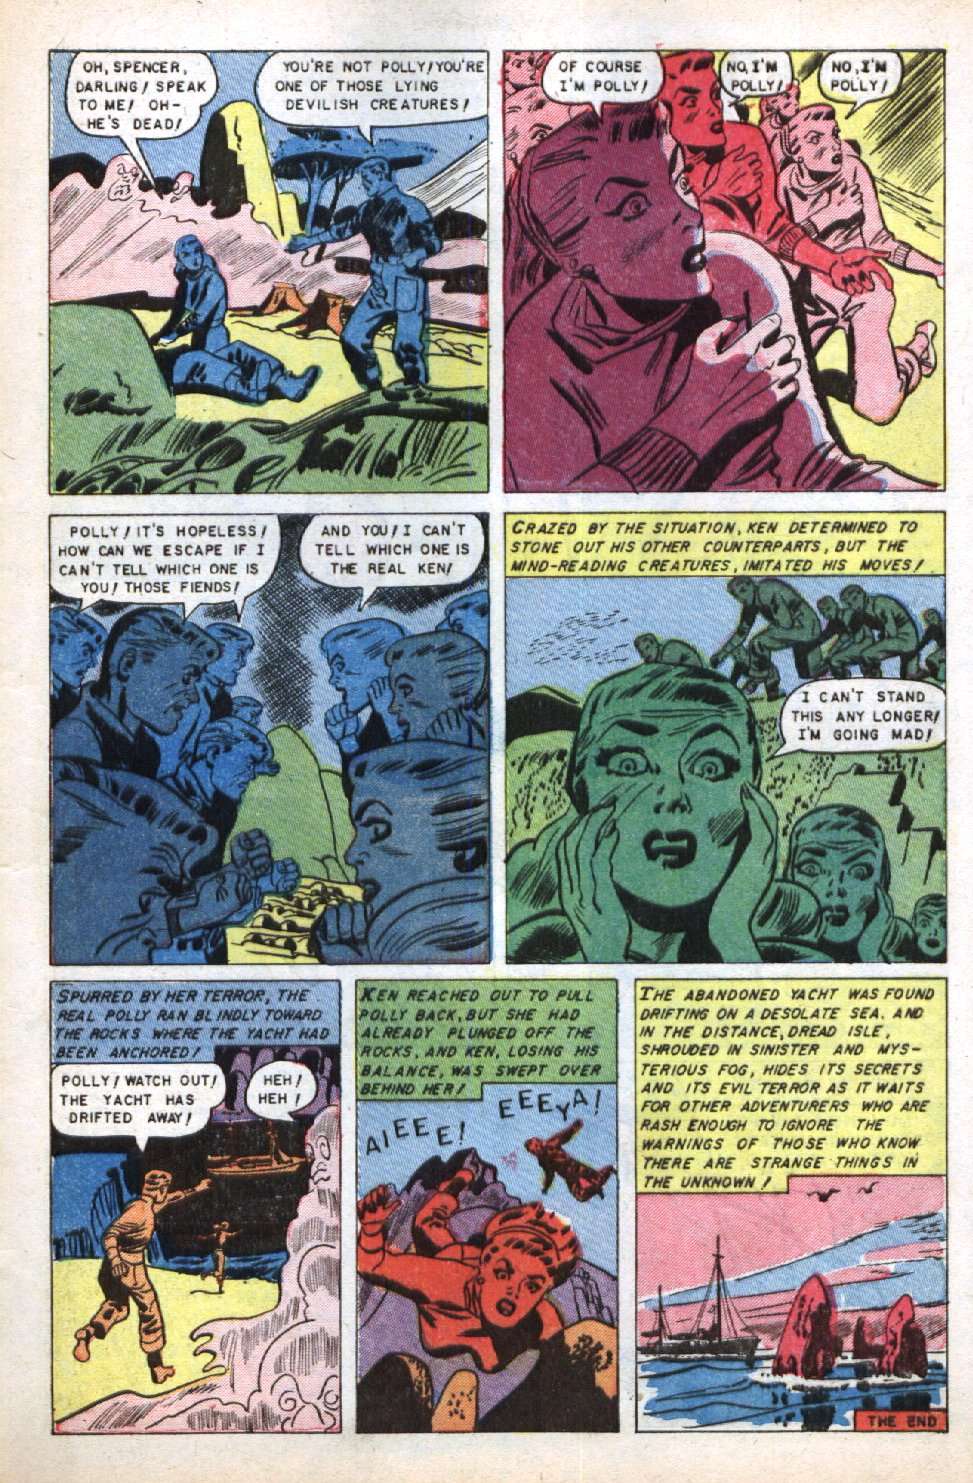 OH, SPENCER,
DARLING! SPEAK
TO ME! OH-
HE'S DEAD!
YOU'RE NOT POLLY! YOU'RE
ONE OF THOSE LYING
DEVILISH CREATURES!
OF COURSE
I'M POLLY!
NO, I'M
POLLY!
NO, I'M
POLLY!
POLLY! IT'S HOPELESS!
HOW CAN WE ESCAPE IF I
CAN'T TELL WHICH ONE IS
YOU! THOSE FIENDS!
AND YOU! I CAN'T
TELL WHICH ONE IS
THE REAL KEN!
CRAZED BY THE SITUATION, KEN DETERMINED TO
STONE OUT HIS OTHER COUNTERPARTS, BUT THE
MIND-READING CREATURES, IMITATED HIS MOVES!
I CAN'T STAND
THIS ANY LONGER!
I'M GOING MAD!
SPURRED BY HER TERROR, THE
REAL POLLY RAN BLINDLY TOWARD
THE ROCKS WHERE THE YACHT HAD
BEEN ANCHORED!
POLLY! WATCH OUT!
THE YACHT HAS
DRIFTED AWAY!
HEH!
HEH!
KEN REACHED OUT TO PULL
POLLY BACK, BUT SHE HAD
ALREADY PLUNGED OFF THE
ROCKS, AND KEN, LOSING HIS
BALANCE, WAS SWEPT OVER
BEHIND HER!
AIEEE!
EEEYA!
THE ABANDONED YACHT WAS FOUND
DRIFTING ON A DESOLATE SEA. AND
IN THE DISTANCE, DREAD ISLE,
SHROUDED IN SINISTER AND MYS-
TERIOUS FOG, HIDES ITS SECRETS
AND ITS EVIL TERROR AS IT WAITS
FOR OTHER ADVENTURERS WHO ARE
RASH ENOUGH TO IGNORE THE
WARNINGS OF THOSE WHO KNOW
THERE ARE STRANGE THINGS IN
THE UNKNOWN!
THE END